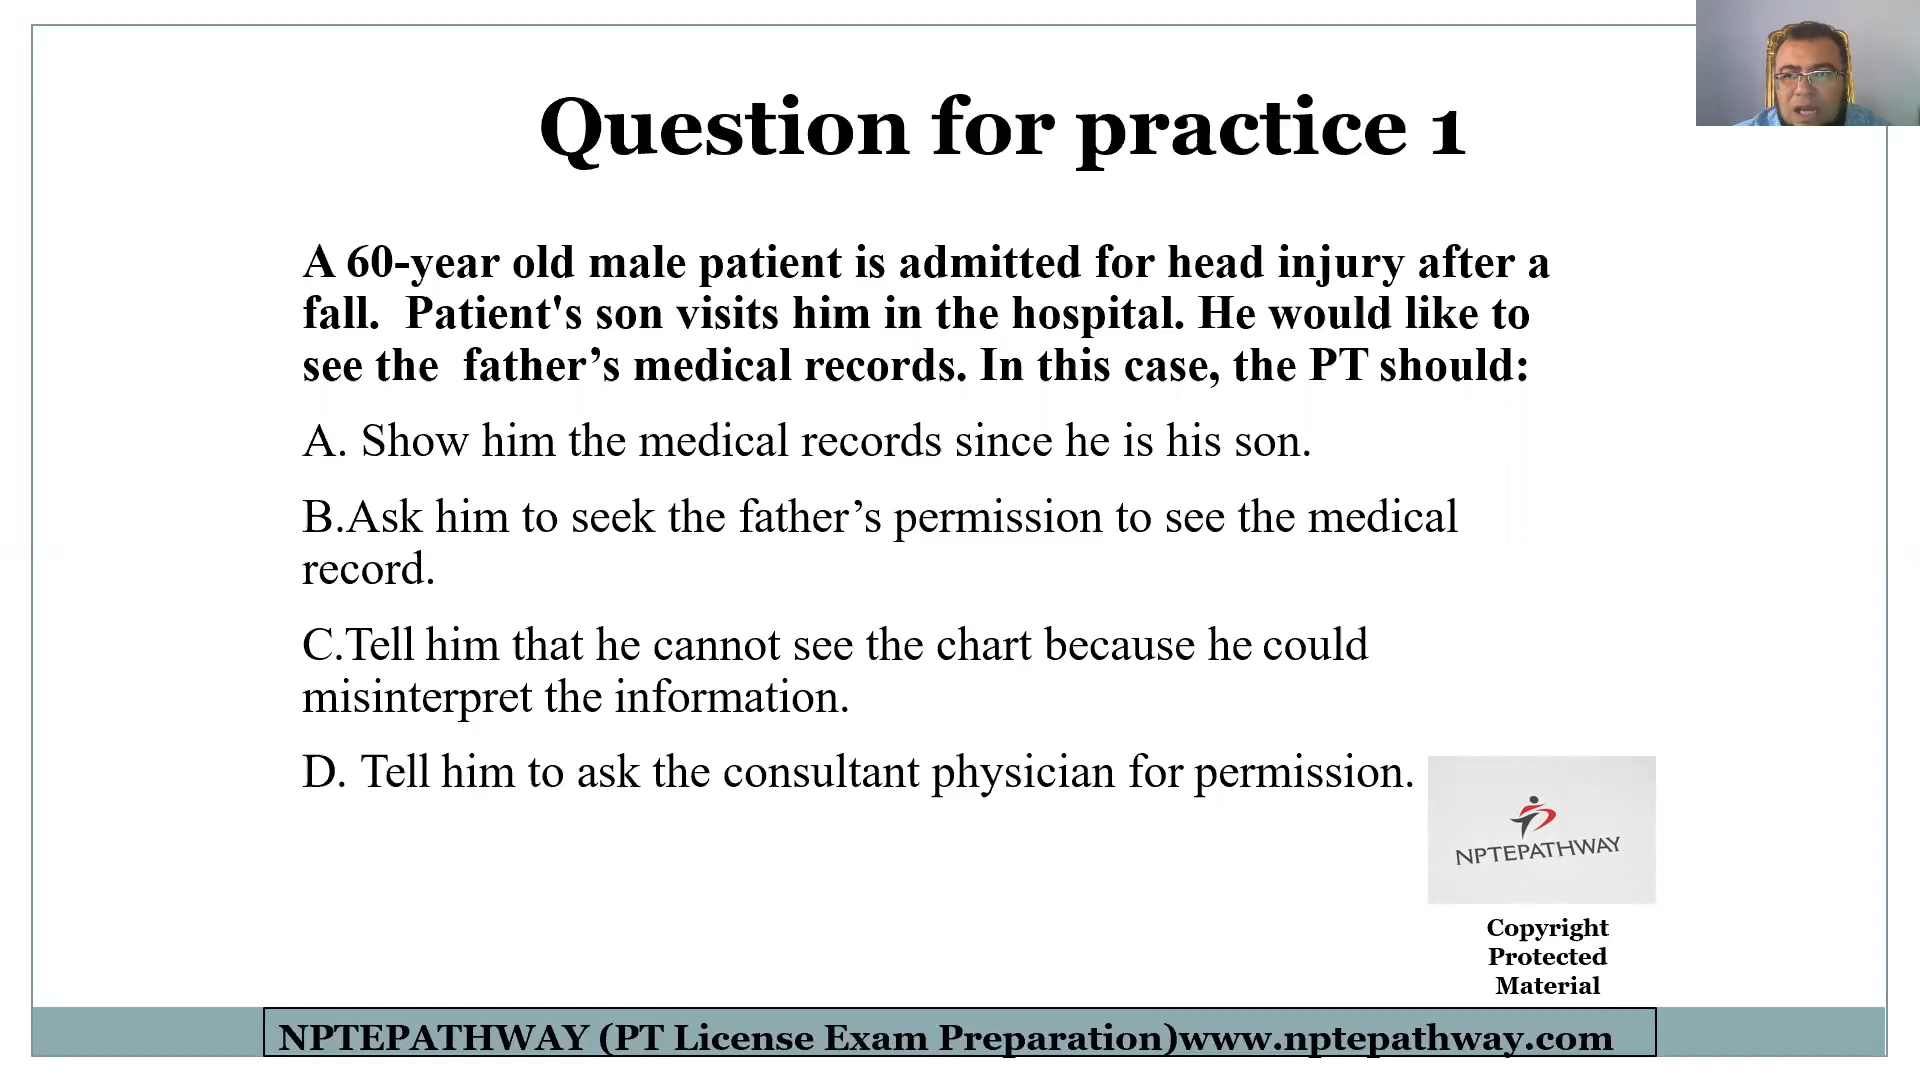 Question for practice 1
A 60-year old male patient is admitted for head injury after a
fall.  Patient's son visits him in the hospital. He would like to
see the  father’s medical records. In this case, the PT should:
A. Show him the medical records since he is his son.
B.Ask him to seek the father’s permission to see the medical
record.
C.Tell him that he cannot see the chart because he could
misinterpret the information.
D. Tell him to ask the consultant physician for permission.
NPTEPATHWAY
Copyright
Protected
Material
NPTEPATHWAY (PT License Exam Preparation)www.nptepathway.com